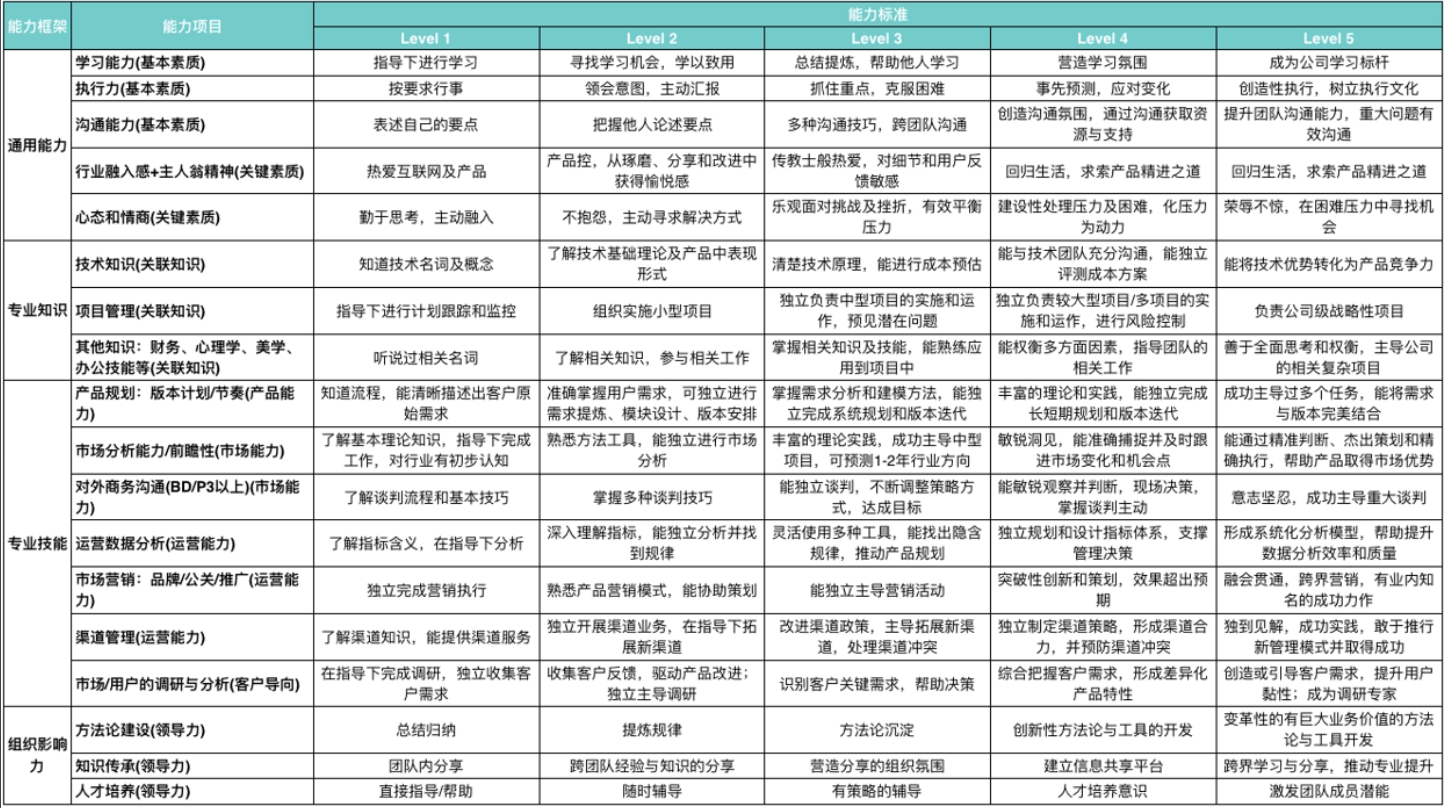 能力框架
能力项目
能力标准
Level 1
Level 2
Level 3
Level 4
Level 5
通用能力
学习能力(基本素质)
指导下进行学习
寻找学习机会，学以致用
总结提炼，帮助他人学习
营造学习氛围
成为公司学习标杆
执行力(基本素质)
按要求行事
领会意图，主动汇报
抓住重点，克服困难
事先预测，应对变化
创造性执行，树立执行文化
沟通能力(基本素质)
表述自己的要点
把握他人论述要点
多种沟通技巧，跨团队沟通
创造沟通氛围，通过沟通获取资
源与支持
提升团队沟通能力，重大问题有
效沟通
行业融入感+主人翁精神(关键素质)
热爱互联网及产品
产品控，从琢磨、分享和改进中
获得愉悦感
传教士般热爱，对细节和用户反
馈敏感
回归生活，求索产品精进之道
回归生活，求索产品精进之道
心态和情商(关键素质)
勤于思考，主动融入
不抱怨，主动寻求解决方式
乐观面对挑战及挫折，有效平衡
压力
建设性处理压力及困难，化压力
为动力
荣辱不惊，在困难压力中寻找机
会
专业知识
技术知识(关联知识)
知道技术名词及概念
了解技术基础理论及产品中表现
形式
清楚技术原理，能进行成本预估
能与技术团队充分沟通，能独立
评测成本方案
能将技术优势转化为产品竞争力
项目管理(关联知识)
指导下进行计划跟踪和监控
组织实施小型项目
独立负责中型项目的实施和运
作，预见潜在问题
独立负责较大型项目/多项目的实
施和运作，进行风险控制
负责公司级战略性项目
其他知识：财务、心理学、美学、
办公技能等(关联知识)
听说过相关名词
了解相关知识，参与相关工作
掌握相关知识及技能，能熟练应
用到项目中
能权衡多方面因素，指导团队的
相关工作
善于全面思考和权衡，主导公司
的相关复杂项目
专业技能
产品规划：版本计划/节奏(产品能
力)
知道流程，能清晰描述出客户原
始需求
准确掌握用户需求，可独立进行
需求提炼、模块设计、版本安排
掌握需求分析和建模方法，能独
立完成系统规划和版本迭代
丰富的理论和实践，能独立完成
长短期规划和版本迭代
成功主导过多个任务，能将需求
与版本完美结合
市场分析能力/前瞻性(市场能力)
了解基本理论知识，指导下完成
工作，对行业有初步认知
熟悉方法工具，能独立进行市场
分析
丰富的理论实践，成功主导中型
项目，可预测1-2年行业方向
敏锐洞见，能准确捕捉并及时跟
进市场变化和机会点
能通过精准判断、杰出策划和精
确执行，帮助产品取得市场优势
对外商务沟通(BD/P3以上)(市场能
力)
了解谈判流程和基本技巧
掌握多种谈判技巧
能独立谈判，不断调整策略方
式，达成目标
能敏锐观察并判断，现场决策，
掌握谈判主动
意志坚忍，成功主导重大谈判
运营数据分析(运营能力)
了解指标含义，在指导下分析
深入理解指标，能独立分析并找
到规律
灵活使用多种工具，能找出隐含
规律，推动产品规划
独立规划和设计指标体系，支撑
管理决策
形成系统化分析模型，帮助提升
数据分析效率和质量
市场营销：品牌/公关/推广(运营能
力)
独立完成营销执行
熟悉产品营销模式，能协助策划
能独立主导营销活动
突破性创新和策划，效果超出预
期
融会贯通，跨界营销，有业内知
名的成功力作
渠道管理(运营能力)
了解渠道知识，能提供渠道服务
独立开展渠道业务，在指导下拓
展新渠道
改进渠道政策，主导拓展新渠
道，处理渠道冲突
独立制定渠道策略，形成渠道合
力，并预防渠道冲突
独到见解，成功实践，敢于推行
新管理模式并取得成功
市场/用户的调研与分析(客户导向)
在指导下完成调研，独立收集客
户需求
收集客户反馈，驱动产品改进；
独立主导调研
识别客户关键需求，帮助决策
综合把握客户需求，形成差异化
产品特性
创造或引导客户需求，提升用户
黏性；成为调研专家
组织影响
力
方法论建设(领导力)
总结归纳
提炼规律
方法论沉淀
创新性方法论与工具的开发
变革性的有巨大业务价值的方法
论与工具开发
知识传承(领导力)
团队内分享
跨团队经验与知识的分享
营造分享的组织氛围
建立信息共享平台
跨界学习与分享，推动专业提升
人才培养(领导力)
直接指导/帮助
随时辅导
有策略的辅导
人才培养意识
激发团队成员潜能